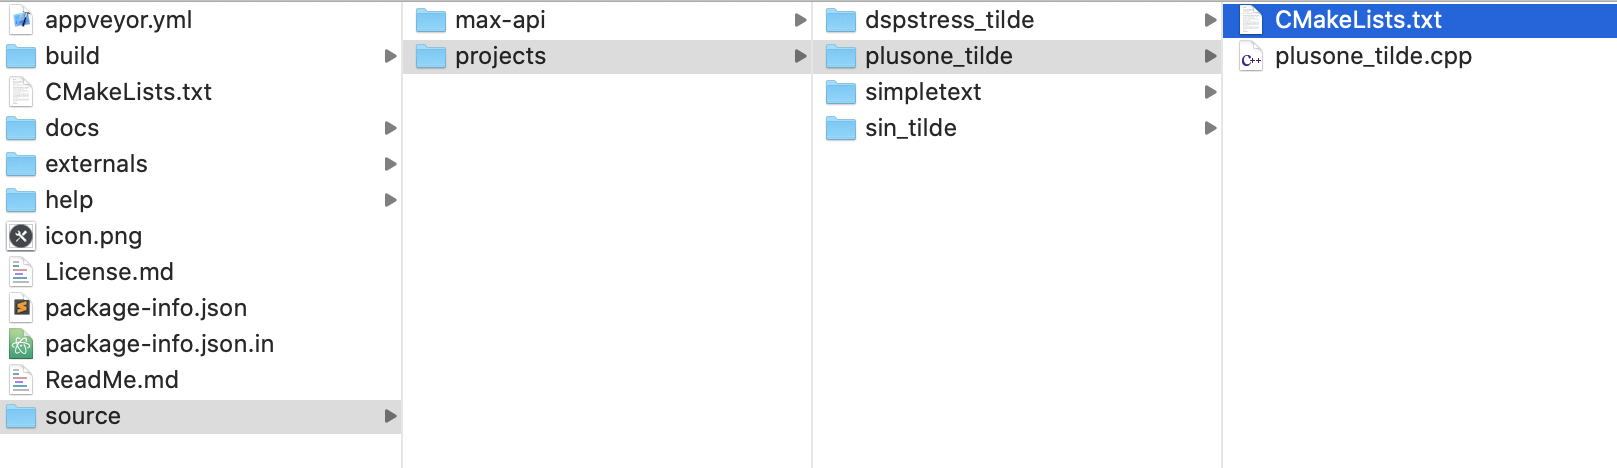 appveyor.yml
build
CMakeLists.txt
docs
externals
help
icon.png
License.md
package-info.json
package-info.json.in
ReadMe.md
source
max-api
projects
dspstress_tilde
plusone_tilde
simpletext
sin_tilde
CMakeLists.txt
plusone_tilde.cpp